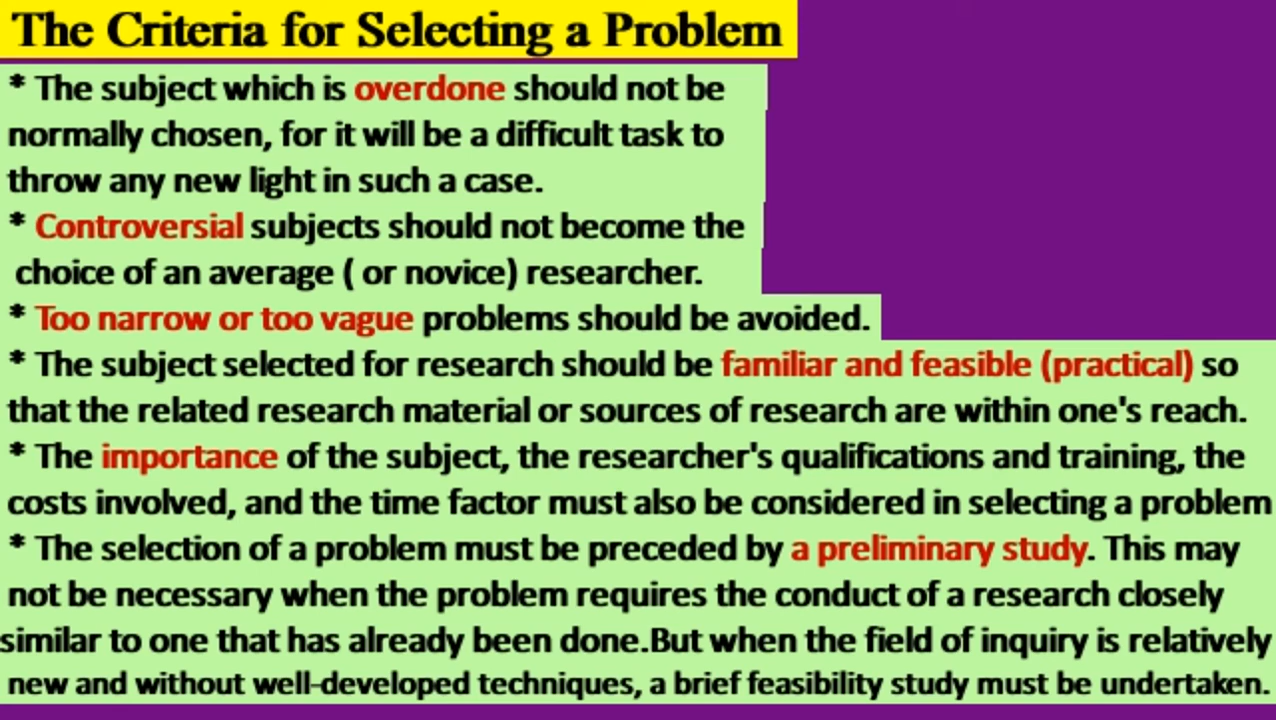 The Criteria for Selecting a Problem
* The subject which is overdone should not be
normally chosen, for it will be a difficult task to
throw any new light in such a case.
* Controversial subjects should not become the
choice of an average ( or novice) researcher.
* Too narrow or too vague problems should be avoided.
* The subject selected for research should be familiar and feasible (practical) so
that the related research material or sources of research are within one's reach.
* The importance of the subject, the researcher's qualifications and training, the
costs involved, and the time factor must also be considered in selecting a problem
* The selection of a problem must be preceded by a preliminary study. This may
not be necessary when the problem requires the conduct of a research closely
similar to one that has already been done.But when the field of inquiry is relatively
new and without well-developed techniques, a brief feasibility study must be undertaken.